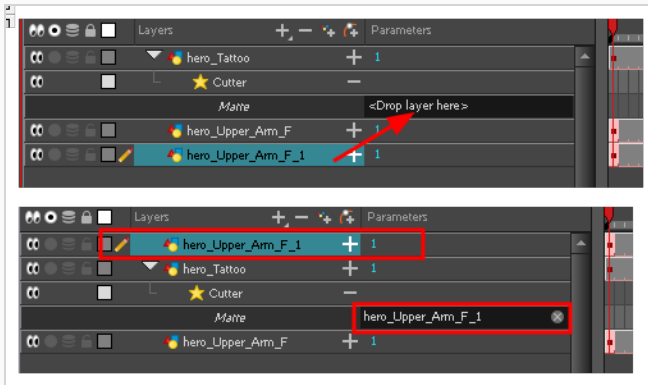 Layers Parameters
hero_Tattoo 1
Cutter
Matte <Drop layer here>
hero_Upper_Arm_F 1
hero_Upper_Arm_F_1 1
Layers Parameters
hero_Upper_Arm_F_1 1
hero_Tattoo 1
Cutter
Matte hero_Upper_Arm_F_1
hero_Upper_Arm_F 1